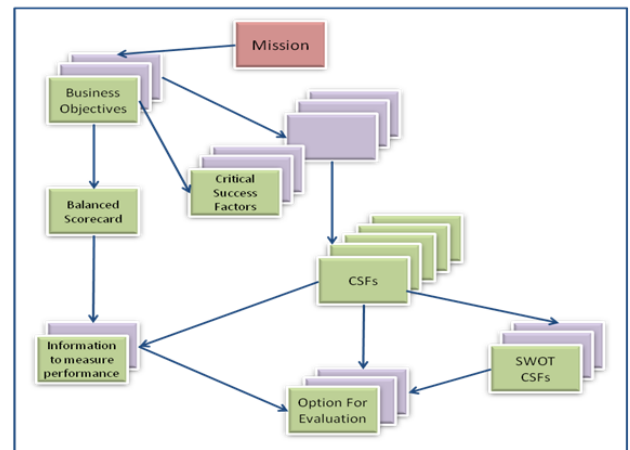 Mission
Business
Objectives
Critical
Success
Factors
Balanced
Scorecard
CSFs
Information
to measure
performance
SWOT
CSFs
Option For
Evaluation